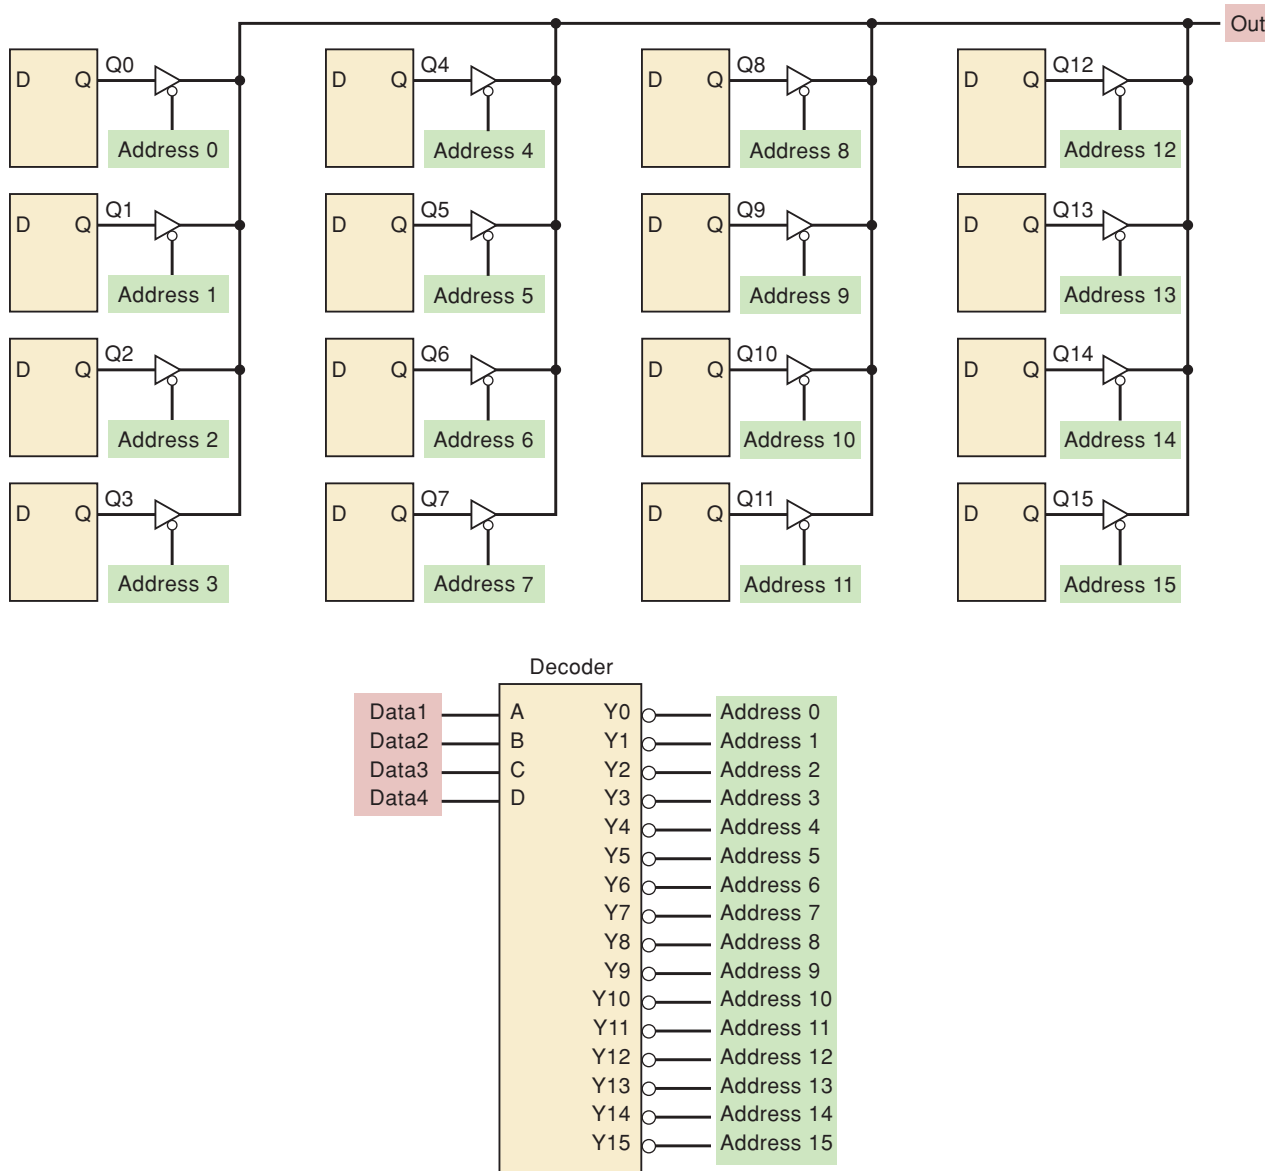 Out
Q0 Q4 Q8 Q12
D Q D Q D Q D Q
Address 0 Address 4 Address 8 Address 12
Q1 Q5 Q9 Q13
D Q D Q D Q D Q
Address 1 Address 5 Address 9 Address 13
Q2 Q6 Q10 Q14
D Q D Q D Q D Q
Address 2 Address 6 Address 10 Address 14
Q3 Q7 Q11 Q15
D Q D Q D Q D Q
Address 3 Address 7 Address 11 Address 15
Decoder
Data1 A Y0 Address 0
Data2 B Y1 Address 1
Data3 C Y2 Address 2
Data4 D Y3 Address 3
Y4 Address 4
Y5 Address 5
Y6 Address 6
Y7 Address 7
Y8 Address 8
Y9 Address 9
Y10 Address 10
Y11 Address 11
Y12 Address 12
Y13 Address 13
Y14 Address 14
Y15 Address 15